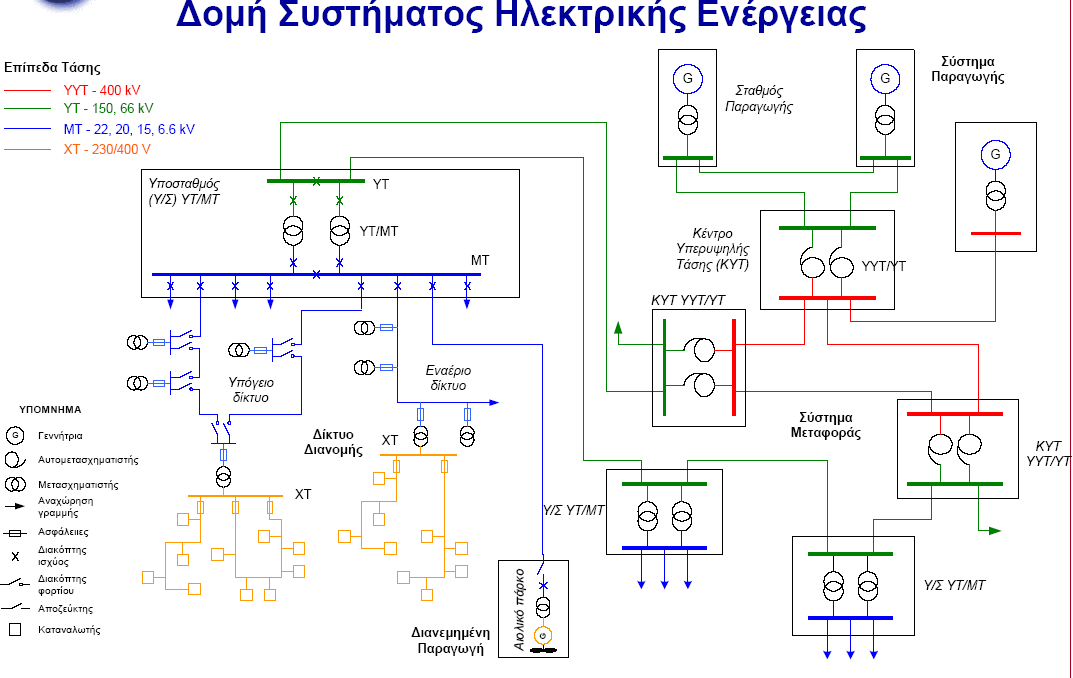 Δομή Συστήματος Ηλεκτρικής Ενέργειας
Επίπεδα Τάσης
ΥΥΤ - 400 kV
ΥΤ - 150, 66 kV
ΜΤ - 22, 20, 15, 6.6 kV
ΧΤ - 230/400 V
G
Σταθμός
Παραγωγής
G
Σύστημα
Παραγωγής
G
Υποσταθμός
(Υ/Σ) ΥΤ/ΜΤ
ΥΤ
ΥΤ/ΜΤ
ΜΤ
Κέντρο
Υπερυψηλής
Τάσης (ΚΥΤ)
ΥΥΤ/ΥΤ
ΚΥΤ ΥΥΤ/ΥΤ
Υπόγειο
δίκτυο
Εναέριο
δίκτυο
Δίκτυο
Διανομής
ΧΤ
ΧΤ
Σύστημα
Μεταφοράς
ΚΥΤ
ΥΥΤ/ΥΤ
Υ/Σ ΥΤ/ΜΤ
Υ/Σ ΥΤ/ΜΤ
Αιολικό πάρκο
G
Διανεμημένη
Παραγωγή
ΥΠΟΜΝΗΜΑ
G
Γεννήτρια
Αυτομετασχηματιστής
Μετασχηματιστής
Αναχώρηση
γραμμής
Ασφάλειες
Διακόπτης
ισχύος
Διακόπτης
φορτίου
Αποζεύκτης
Καταναλωτής